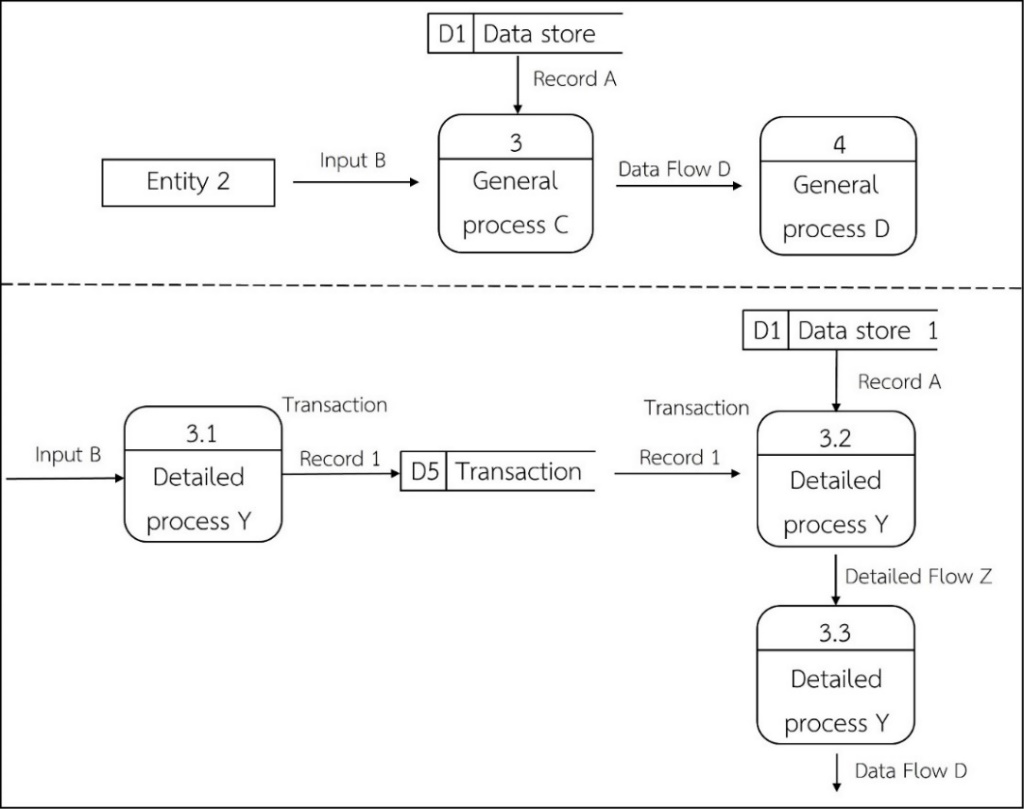 D1 Data store
Record A
3
General
process C
Entity 2
Input B
Data Flow D
4
General
process D
D1 Data store 1
Record A
Input B
3.1
Detailed
process Y
Transaction
Record 1
D5 Transaction
Transaction
Record 1
3.2
Detailed
process Y
Detailed Flow Z
3.3
Detailed
process Y
Data Flow D